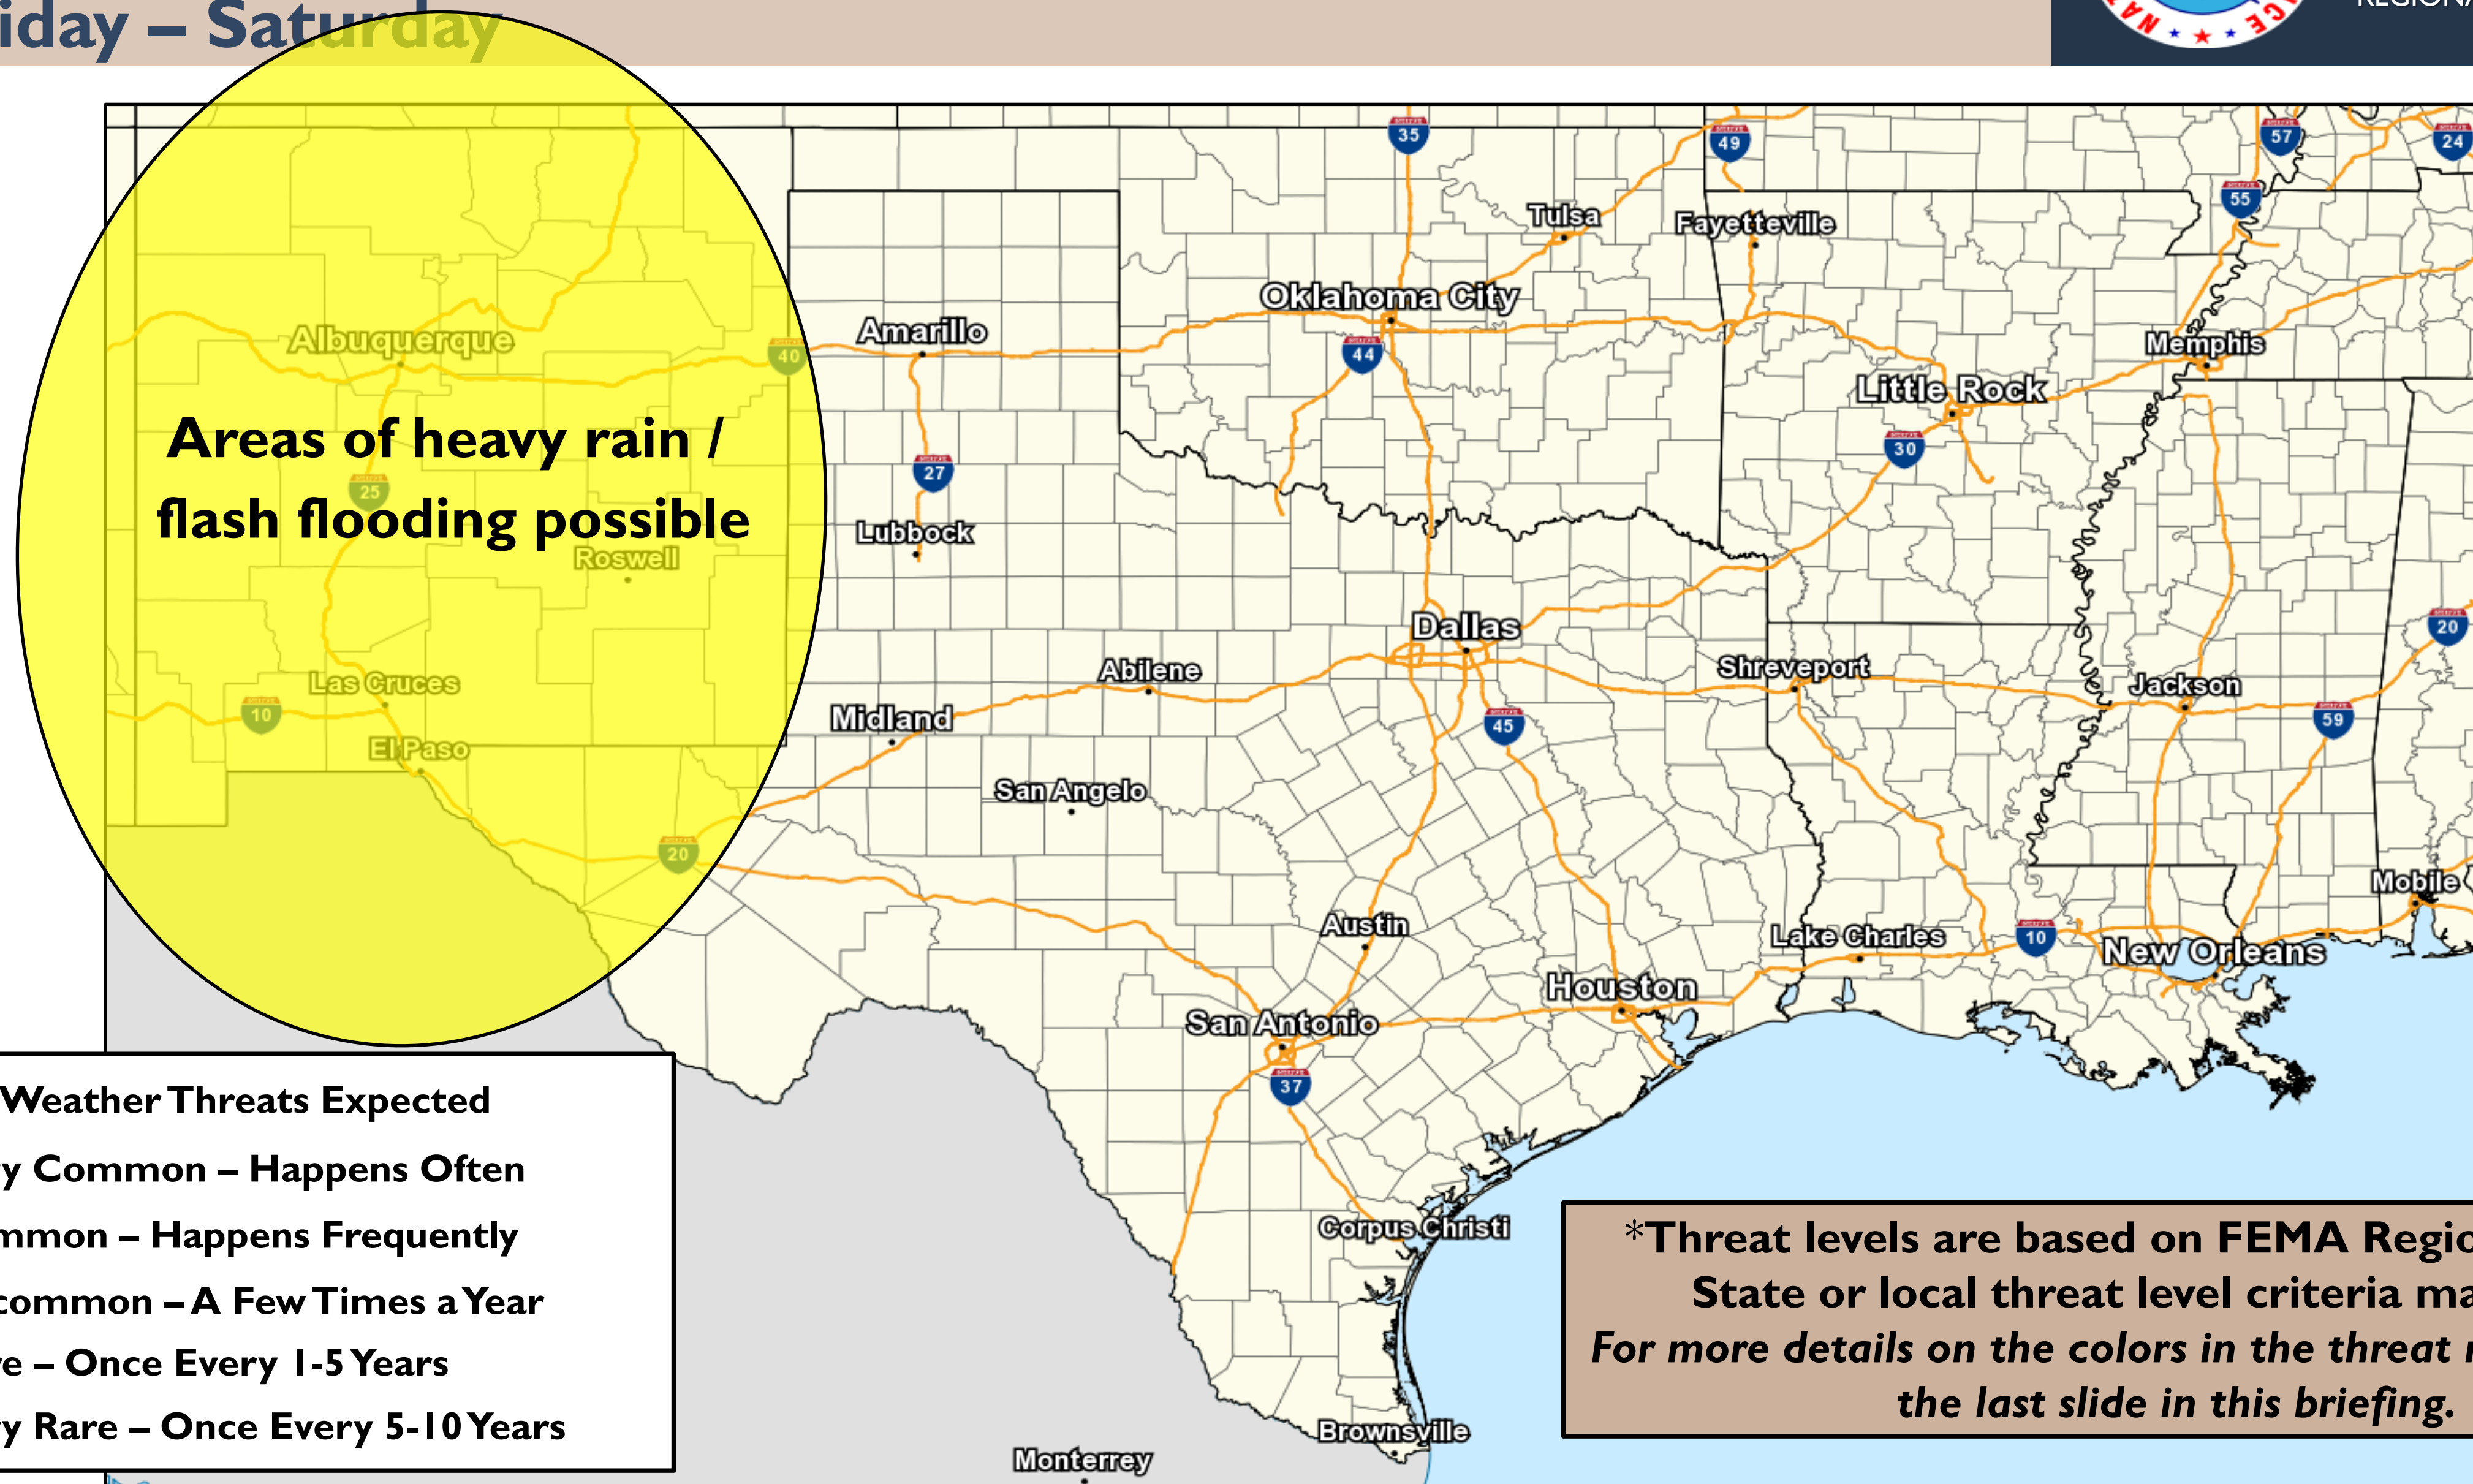 iday – Saturday
REGIONA
35
49
57
24
55
Tulsa
Fayetteville
Oklahoma City
Albuquerque
40
Amarillo
44
Memphis
Little Rock
Areas of heavy rain /
flash flooding possible
25
27
30
Lubbock
Roswell
Dallas
20
Abilene
Shreveport
Las Cruces
Jackson
10
Midland
45
59
El Paso
San Angelo
20
Mobile
Austin
Lake Charles
10
New Orleans
Houston
San Antonio
37
Weather Threats Expected
y Common – Happens Often
mmon – Happens Frequently
common – A Few Times a Year
re – Once Every 1-5 Years
y Rare – Once Every 5-10 Years
Corpus Christi
*Threat levels are based on FEMA Regio
State or local threat level criteria ma
For more details on the colors in the threat
the last slide in this briefing.
Brownsville
Monterrey